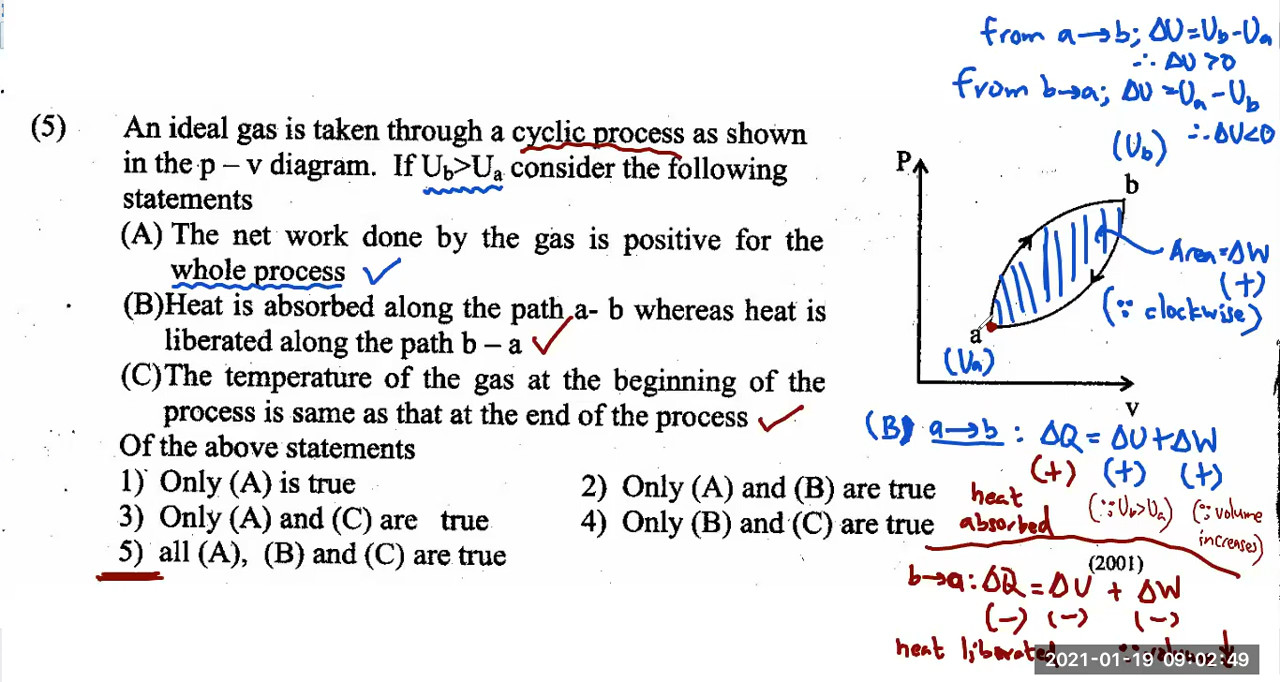 from a→b; ΔU=Ub-Ua
∴ ΔU>0
from b→a; ΔU=Ua-Ub
∴ ΔU<0
(5) An ideal gas is taken through a cyclic process as shown
in the p – v diagram. If Ub>Ua consider the following
statements
(A) The net work done by the gas is positive for the
whole process ✓
(B)Heat is absorbed along the path a- b whereas heat is
liberated along the path b – a ✓
(C)The temperature of the gas at the beginning of the
process is same as that at the end of the process ✓
Of the above statements
1) Only (A) is true
2) Only (A) and (B) are true
3) Only (A) and (C) are true
4) Only (B) and (C) are true
5) all (A), (B) and (C) are true
(2001)
P
(Ub)
b
Area=ΔW
(+)
(∵ clockwise)
a
(Ua)
v
(B) a→b : ΔQ = ΔU+ΔW
(+) (+) (+)
heat absorbed
(∵Ub>Ua)
(∵volume increases)
b→a: ΔQ = ΔU + ΔW
(-) (-) (-)
heat liberated
2021-01-19 09:02:49